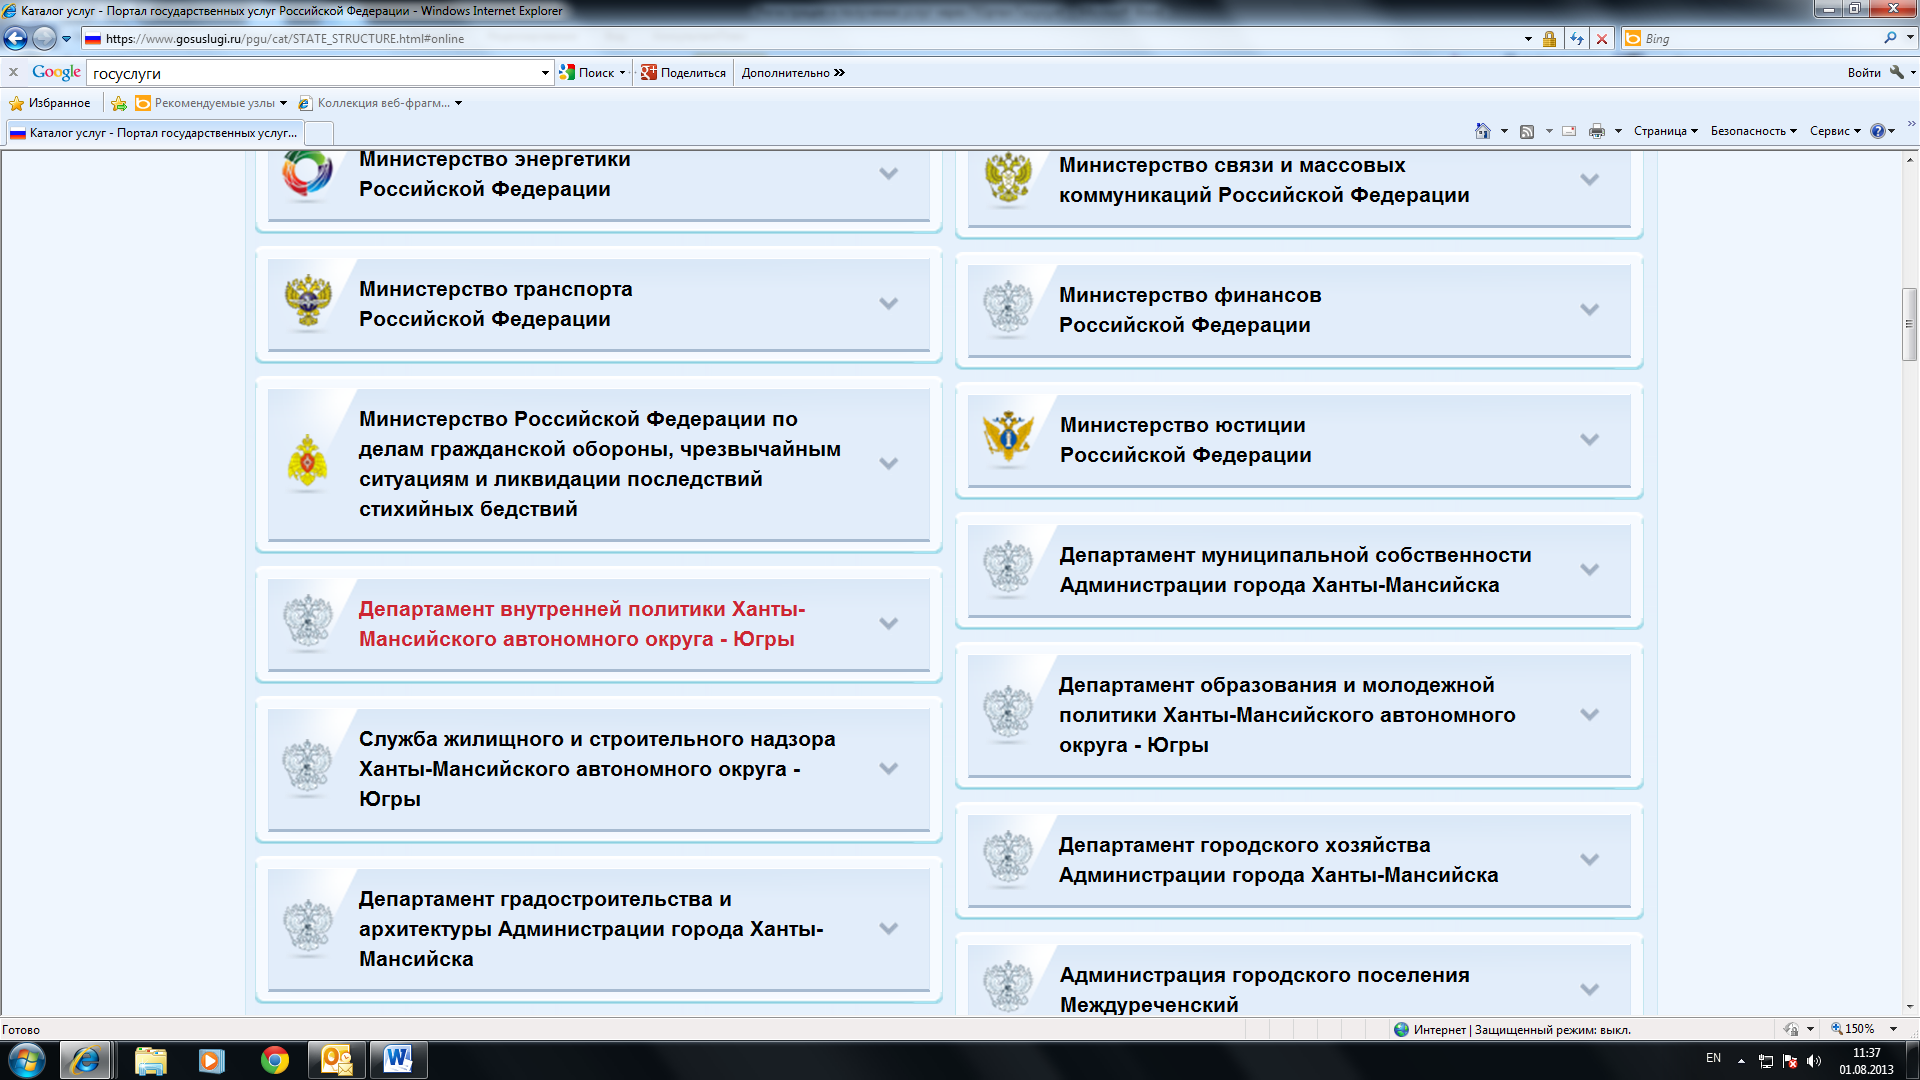 Каталог услуг - Портал государственных услуг Российской Федерации - Windows Internet Explorer
https://www.gosuslugi.ru/pgu/cat/STATE_STRUCTURE.html#online
Bing
Google
госуслуги
Поиск
Поделиться
Дополнительно
Войти
Избранное
Рекомендуемые узлы
Коллекция веб-фрагм...
Каталог услуг - Портал государственных услуг...
Страница
Безопасность
Сервис
Министерство энергетики
Российской Федерации
Министерство транспорта
Российской Федерации
Министерство Российской Федерации по
делам гражданской обороны, чрезвычайным
ситуациям и ликвидации последствий
стихийных бедствий
Департамент внутренней политики Ханты-
Мансийского автономного округа - Югры
Служба жилищного и строительного надзора
Ханты-Мансийского автономного округа -
Югры
Департамент градостроительства и
архитектуры Администрации города Ханты-
Мансийска
Министерство связи и массовых
коммуникаций Российской Федерации
Министерство финансов
Российской Федерации
Министерство юстиции
Российской Федерации
Департамент муниципальной собственности
Администрации города Ханты-Мансийска
Департамент образования и молодежной
политики Ханты-Мансийского автономного
округа - Югры
Департамент городского хозяйства
Администрации города Ханты-Мансийска
Администрация городского поселения
Междуреченский
Готово
Интернет | Защищенный режим: выкл.
150%
EN
11:37
01.08.2013